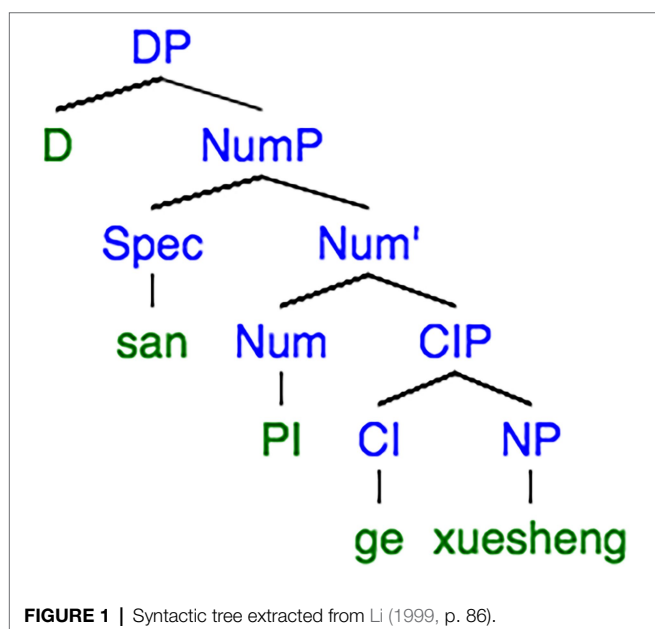 DP
D NumP
Spec Num'
san Num ClP
Pl Cl NP
ge xuesheng
FIGURE 1 | Syntactic tree extracted from Li (1999, p. 86).